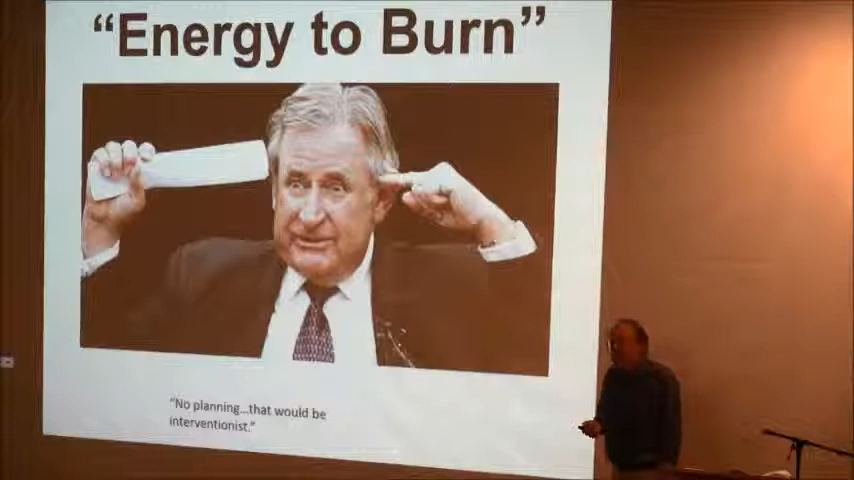 “Energy to Burn”
“No planning...that would be
interventionist.”